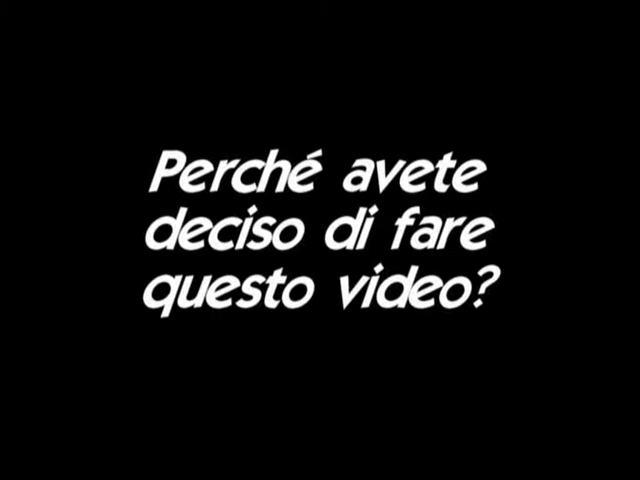 Perché avete
deciso di fare
questo video?